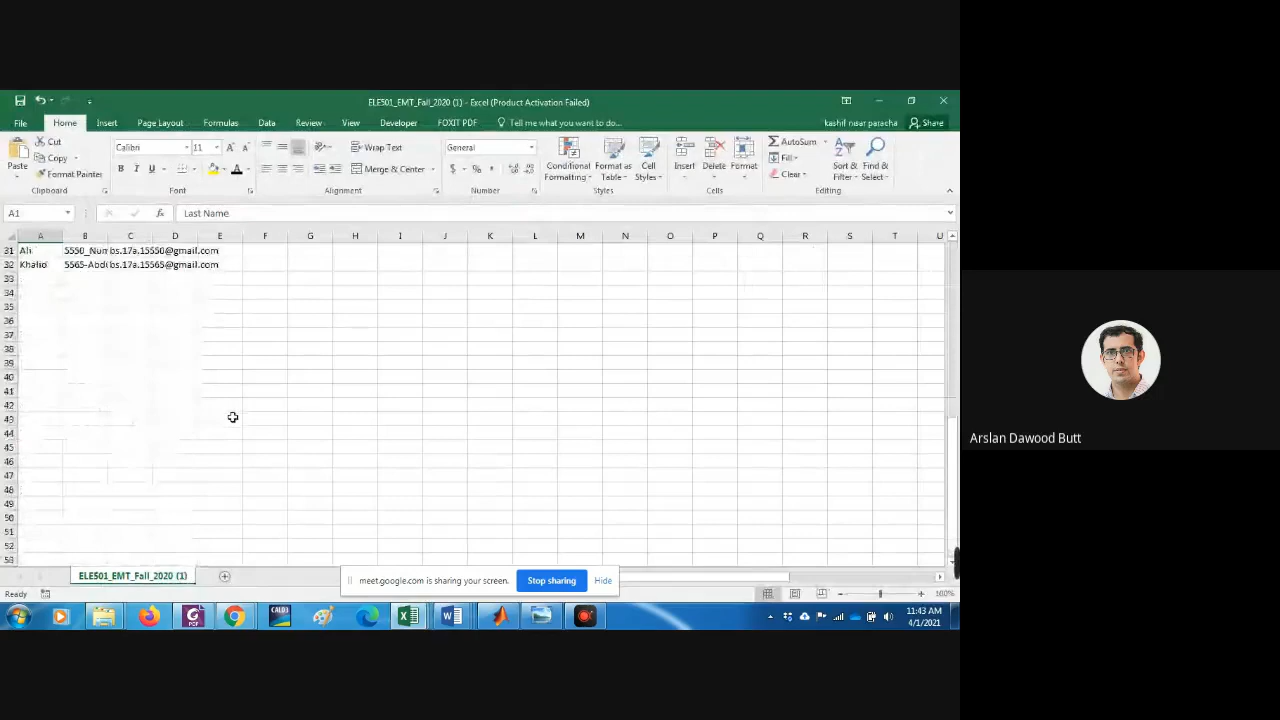 ELE501_EMT_Fall_2020 (1) - Excel (Product Activation Failed)
File Home Insert Page Layout Formulas Data Review View Developer FOXIT PDF Tell me what you want to do... kashif nisar paracha Share
Cut
Copy
Format Painter
Paste
Calibri 11
B I U
Wrap Text
Merge & Center
General
$ % ,
Conditional Formatting
Format as Table
Cell Styles
Insert Delete Format
AutoSum
Fill
Clear
Sort & Filter
Find & Select
Clipboard Font Alignment Number Styles Cells Editing
A1 fx Last Name
A B C D E F G H I J K L M N O P Q R S T U
31 Ali bs.17a.15550@gmail.com
32 Khalid bs.17a.15565@gmail.com
33
34
35
36
37
38
39
40
41
42
43
44
45
46
47
48
49
50
51
52
53
ELE501_EMT_Fall_2020 (1)
meet.google.com is sharing your screen. Stop sharing Hide
Ready 100%
11:43 AM
4/1/2021
Arslan Dawood Butt